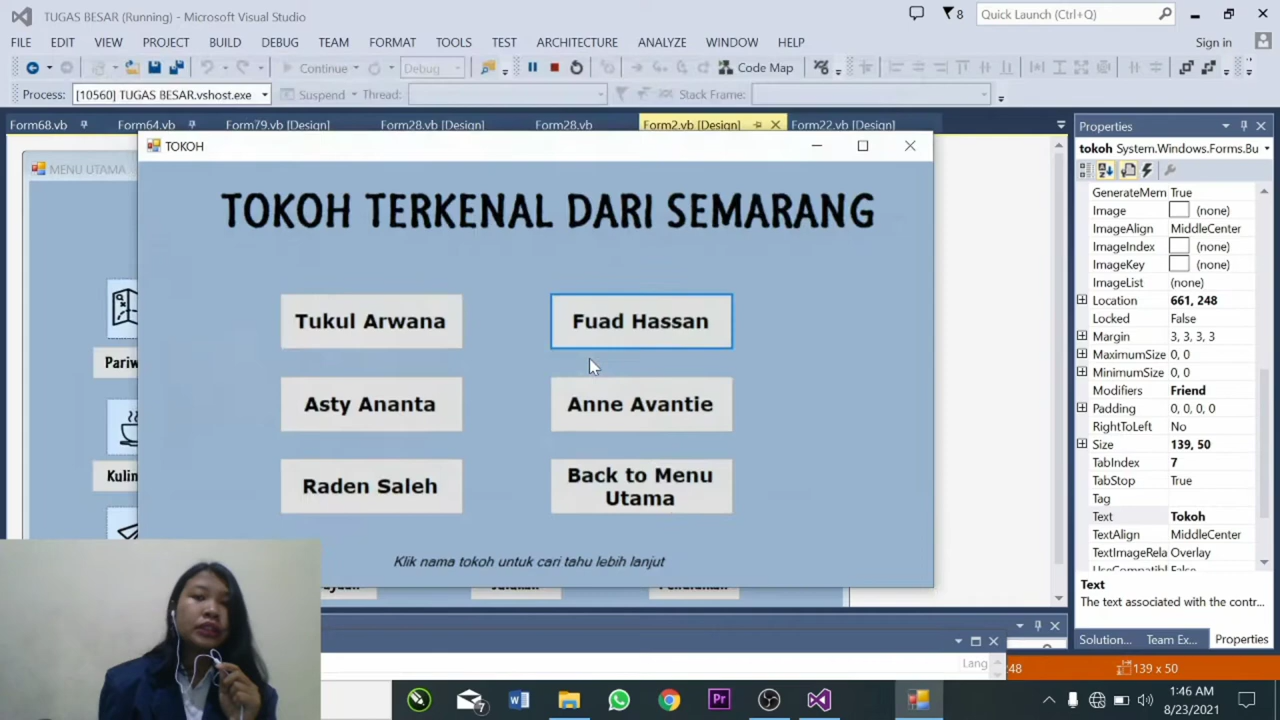 TUGAS BESAR (Running) - Microsoft Visual Studio
8
Quick Launch (Ctrl+Q)
FILE EDIT VIEW PROJECT BUILD DEBUG TEAM FORMAT TOOLS TEST ARCHITECTURE ANALYZE WINDOW HELP
Sign in
Continue Debug Code Map
Process: [10560] TUGAS BESAR.vshost.exe Suspend Thread: Stack Frame:
Form68.vb Form64.vb Form79.vb [Design] Form28.vb [Design] Form28.vb Form2.vb [Design] Form22.vb [Design]
MENU UTAMA
TOKOH
TOKOH TERKENAL DARI SEMARANG
Tukul Arwana
Fuad Hassan
Asty Ananta
Anne Avantie
Raden Saleh
Back to Menu
Utama
Klik nama tokoh untuk cari tahu lebih lanjut
Pariw
Kulin
Properties
tokoh System.Windows.Forms.Bu
GenerateMem True
Image (none)
ImageAlign MiddleCenter
ImageIndex (none)
ImageKey (none)
ImageList (none)
Location 661, 248
Locked False
Margin 3, 3, 3, 3
MaximumSize 0, 0
MinimumSize 0, 0
Modifiers Friend
Padding 0, 0, 0, 0
RightToLeft No
Size 139, 50
TabIndex 7
TabStop True
Tag
Text Tokoh
TextAlign MiddleCenter
TextImageRela Overlay
UseCompatibl False
Text
The text associated with the contr...
Solution... Team Ex... Properties
Lang
248
139 x 50
7
1:46 AM
8/23/2021